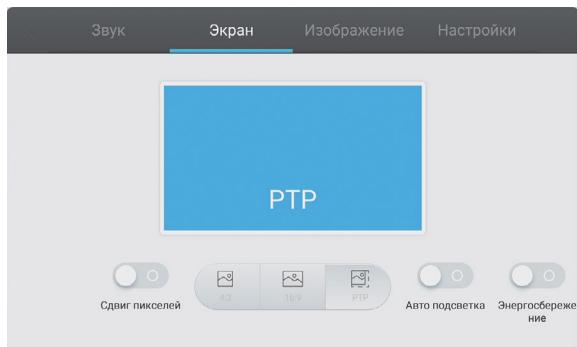 Звук Экран Изображение Настройки
PTP
4:3 16:9 PTP
Сдвиг пикселей Авто подсветка Энергосбереже
ние